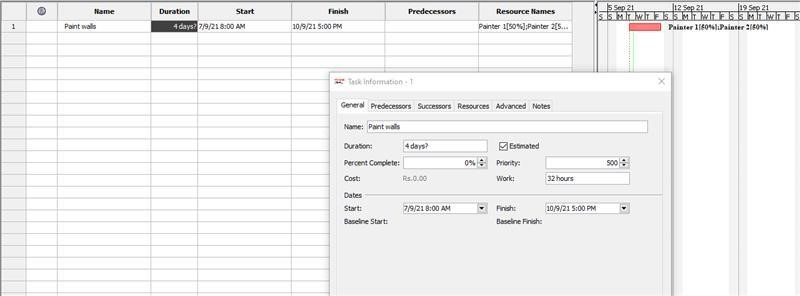 Name Duration Start Finish Predecessors Resource Names
1 Paint walls 4 days? 7/9/21 8:00 AM 10/9/21 5:00 PM Painter 1[50%];Painter 2[5...
5 Sep 21 12 Sep 21 19 Sep 21
S S M T W T F S S M T W T F S S M T W T F S
Painter 1[50%];Painter 2[50%]
Task Information - 1
General Predecessors Successors Resources Advanced Notes
Name: Paint walls
Duration: 4 days? Estimated
Percent Complete: 0% Priority: 500
Cost: Rs.0.00 Work: 32 hours
Dates
Start: 7/9/21 8:00 AM Finish: 10/9/21 5:00 PM
Baseline Start: Baseline Finish: